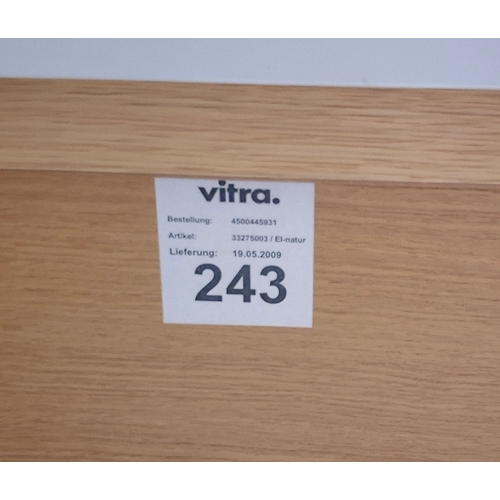 vitra.
Bestellung: 4500445931
Artikel: 33275003 / EI-natur
Lieferung: 19.05.2009
243